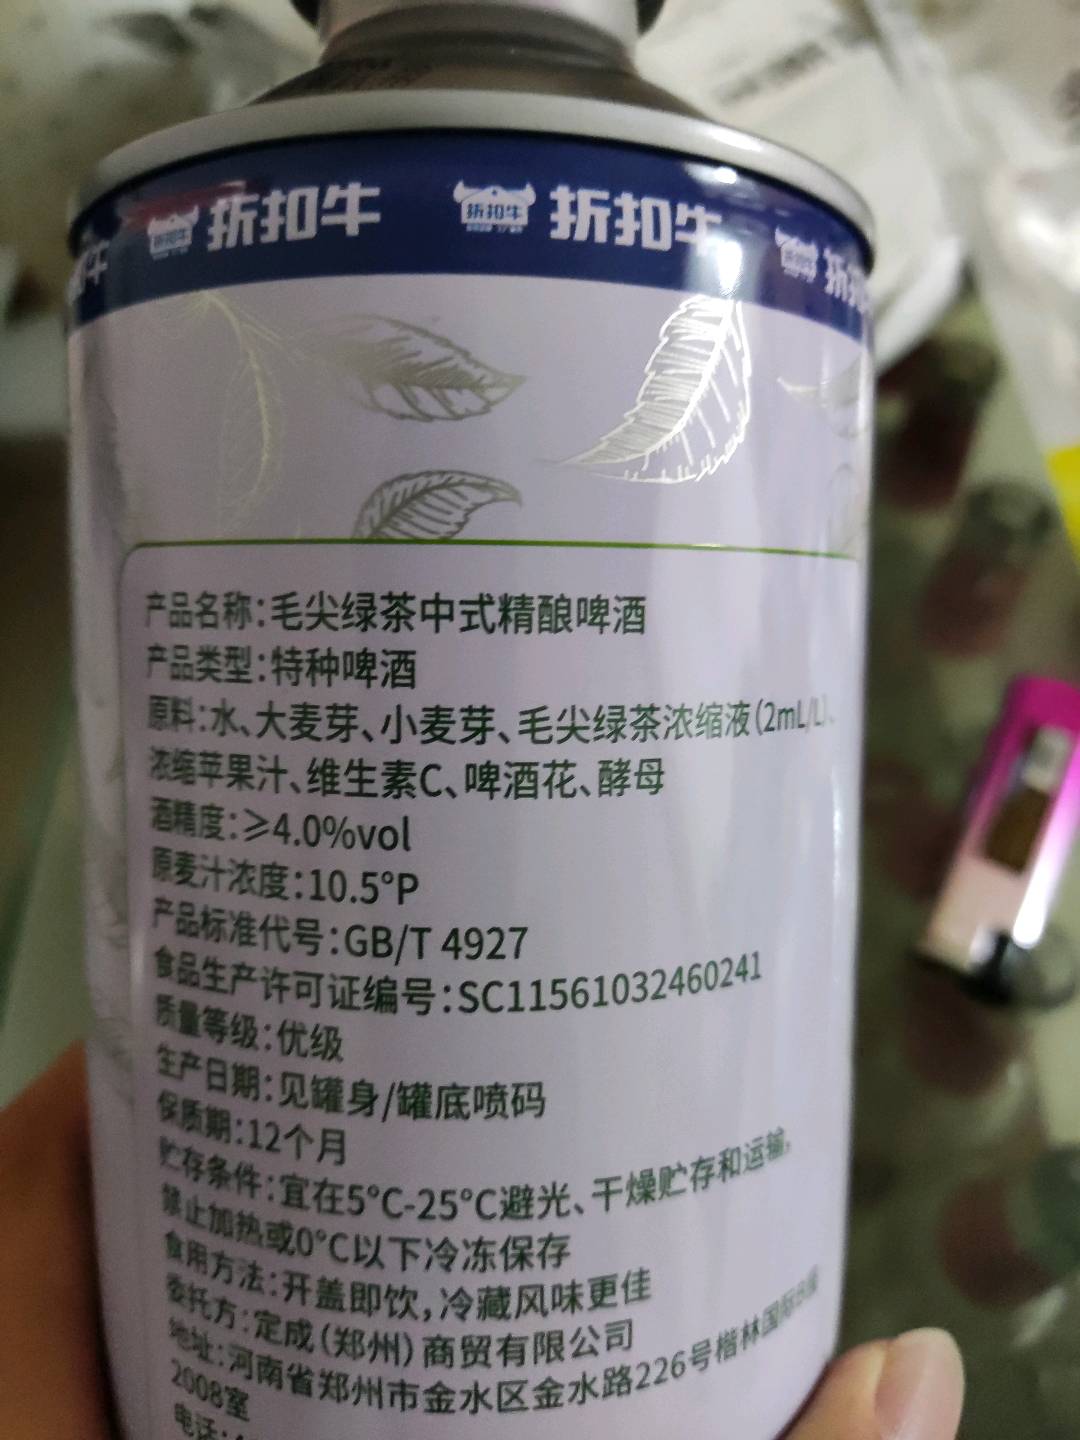 折扣牛 折扣牛 折扣牛
产品名称：毛尖绿茶中式精酿啤酒
产品类型：特种啤酒
原料：水、大麦芽、小麦芽、毛尖绿茶浓缩液（2mL/L）、
浓缩苹果汁、维生素C、啤酒花、酵母
酒精度：≥4.0%vol
原麦汁浓度：10.5°P
产品标准代号：GB/T 4927
食品生产许可证编号：SC11561032460241
质量等级：优级
生产日期：见罐身/罐底喷码
保质期：12个月
贮存条件：宜在5°C-25°C避光、干燥贮存和运输，
禁止加热或0°C以下冷冻保存
食用方法：开盖即饮，冷藏风味更佳
委托方：定成（郑州）商贸有限公司
地址：河南省郑州市金水区金水路226号楷林国际B座
2008室
电话：